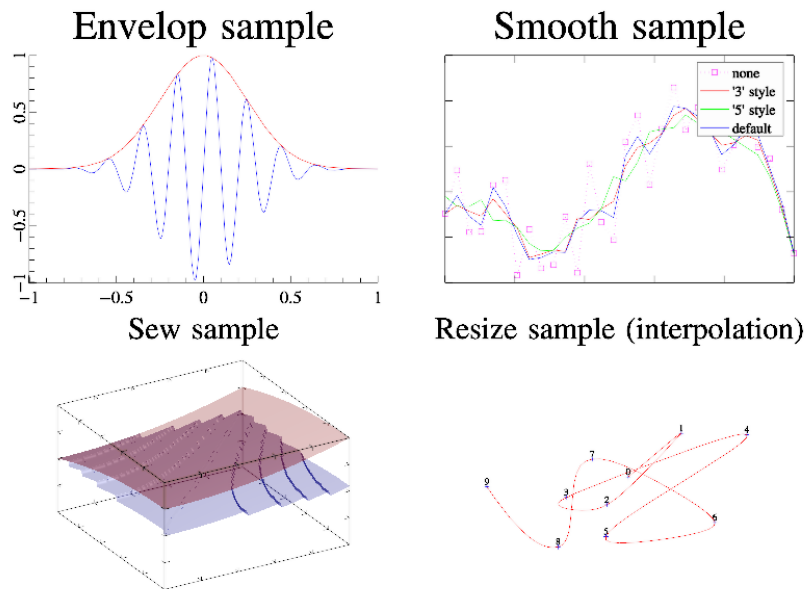 Envelop sample
Smooth sample
none
'3' style
'5' style
default
1
0.5
0
−0.5
−1
−1
−0.5
0
0.5
1
Sew sample
Resize sample (interpolation)
1
4
7
0
9
3
2
6
5
8